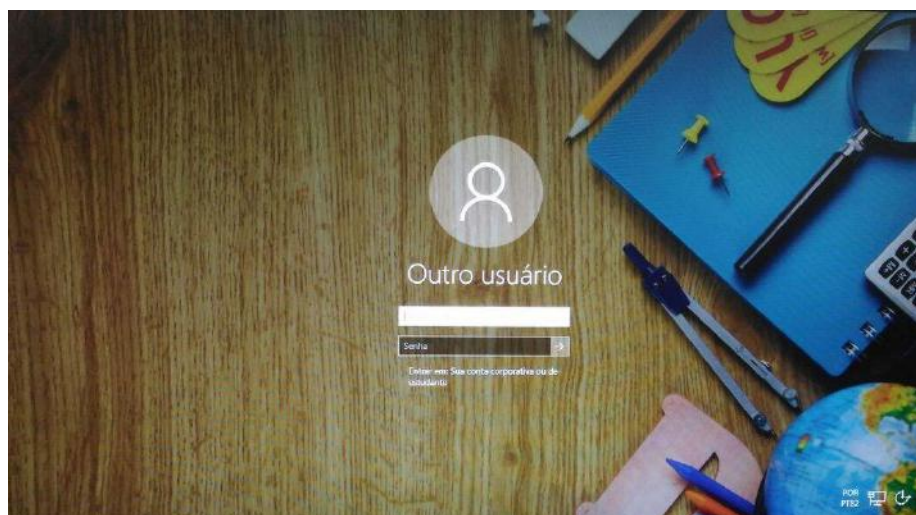 Outro usuário
Senha
Entrar em: Sua conta corporativa ou de
estudante
POR
PTB2